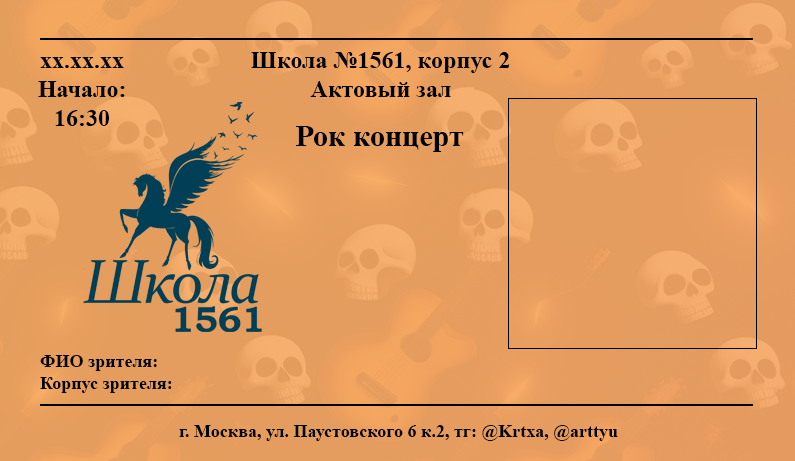 xx.xx.xx
Начало:
16:30
Школа №1561, корпус 2
Актовый зал
Рок концерт
Школа
1561
ФИО зрителя:
Корпус зрителя:
г. Москва, ул. Паустовского 6 к.2, тг: @Krtxa, @arttyu